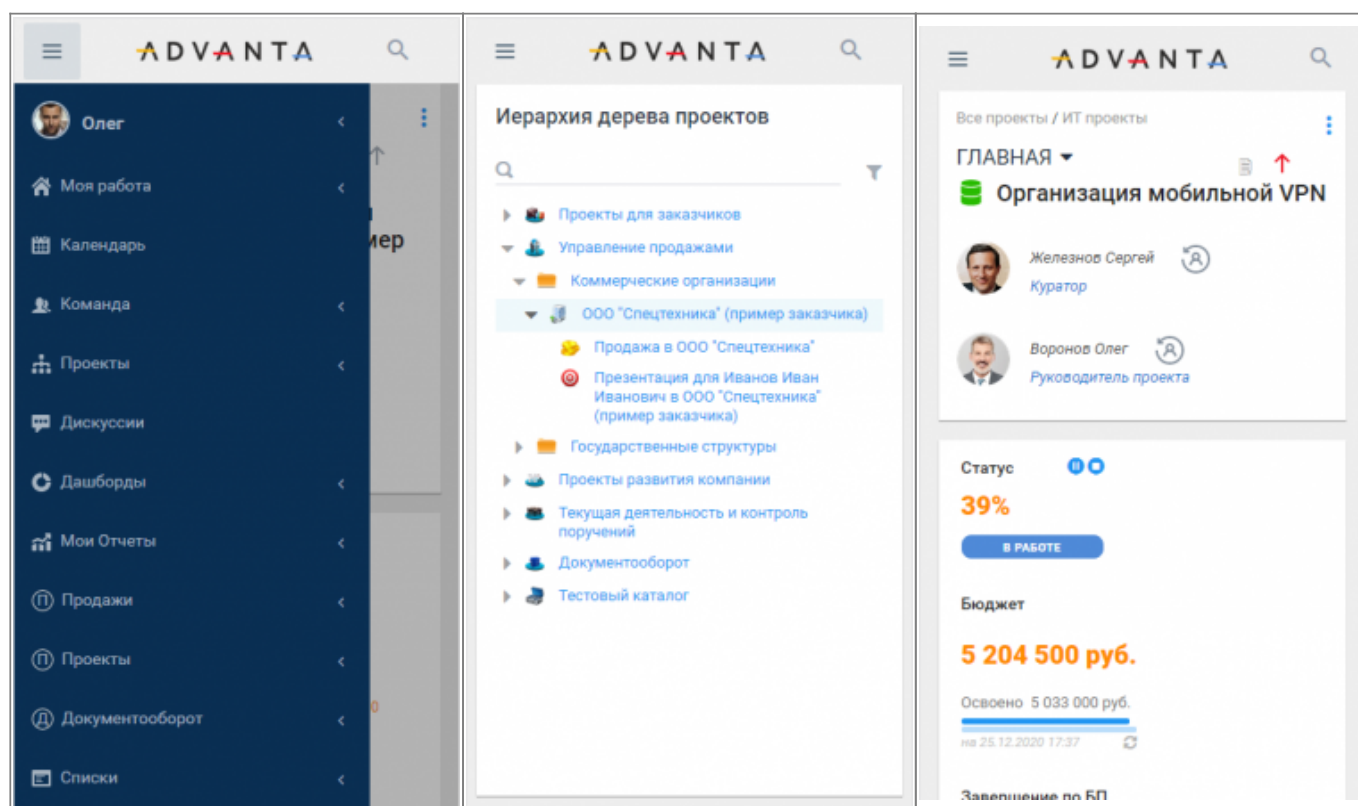 ADVANTA
Олег
Моя работа
Календарь
Команда
Проекты
Дискуссии
Дашборды
Мои Отчеты
П Продажи
П Проекты
Д Документооборот
Списки
мер
0
ADVANTA
Иерархия дерева проектов
Проекты для заказчиков
Управление продажами
Коммерческие организации
ООО "Спецтехника" (пример заказчика)
Продажа в ООО "Спецтехника"
Презентация для Иванов Иван
Иванович в ООО "Спецтехника"
(пример заказчика)
Государственные структуры
Проекты развития компании
Текущая деятельность и контроль
поручений
Документооборот
Тестовый каталог
ADVANTA
Все проекты / ИТ проекты
ГЛАВНАЯ
Организация мобильной VPN
Железнов Сергей
Куратор
Воронов Олег
Руководитель проекта
Статус
39%
В РАБОТЕ
Бюджет
5 204 500 руб.
Освоено 5 033 000 руб.
на 25.12.2020 17:37
Завершение по БП